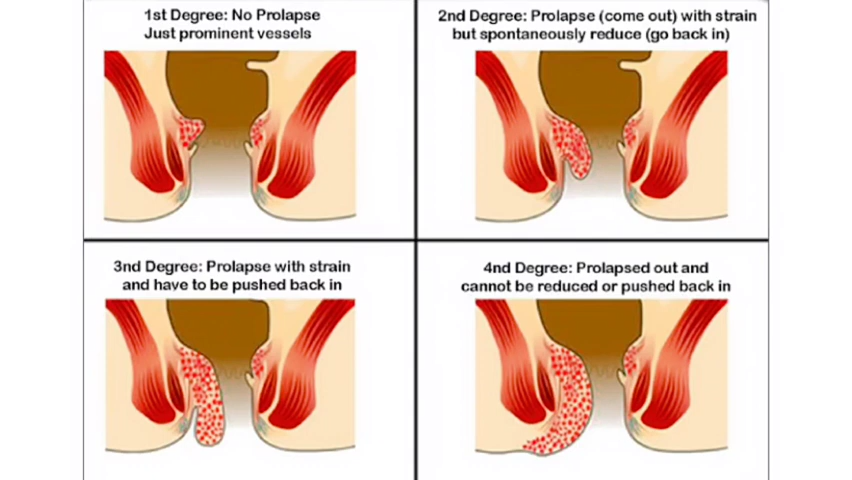 1st Degree: No Prolapse
Just prominent vessels
2nd Degree: Prolapse (come out) with strain
but spontaneously reduce (go back in)
3nd Degree: Prolapse with strain
and have to be pushed back in
4nd Degree: Prolapsed out and
cannot be reduced or pushed back in